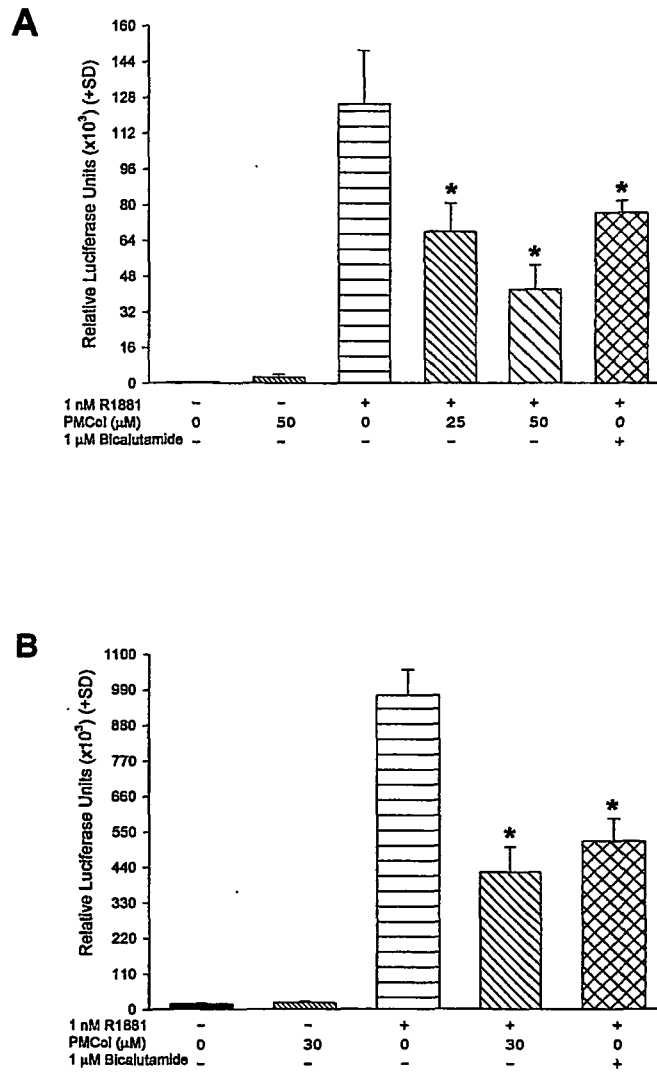 A
Relative Luciferase Units (x10³) (+SD)
160
144
128
112
96
80
64
48
32
16
0
* * *
1 nM R1881 – – + + + +
PMCol (µM) 0 50 0 25 50 0
1 µM Bicalutamide – – – – – +
B
Relative Luciferase Units (x10³) (+SD)
1100
990
880
770
660
550
440
330
220
110
0
* *
1 nM R1881 – – + + +
PMCol (µM) 0 30 0 30 0
1 µM Bicalutamide – – – – +